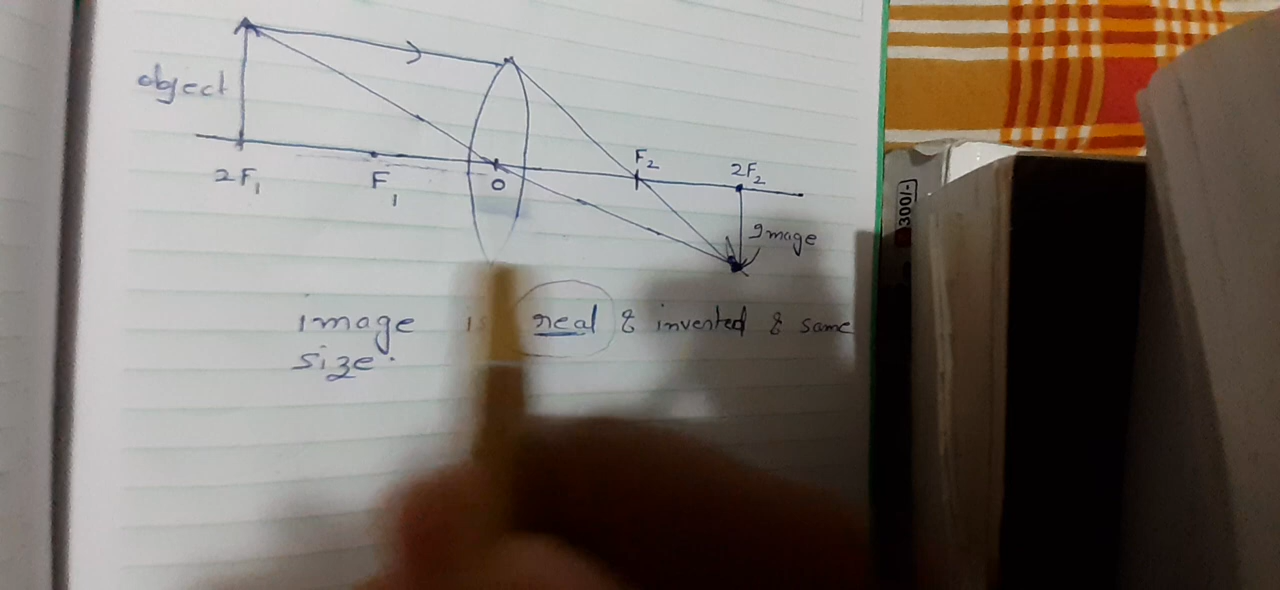 object
2F₁
F₁
O
F₂
2F₂
Image
image is real & inverted & same
size.
300/-